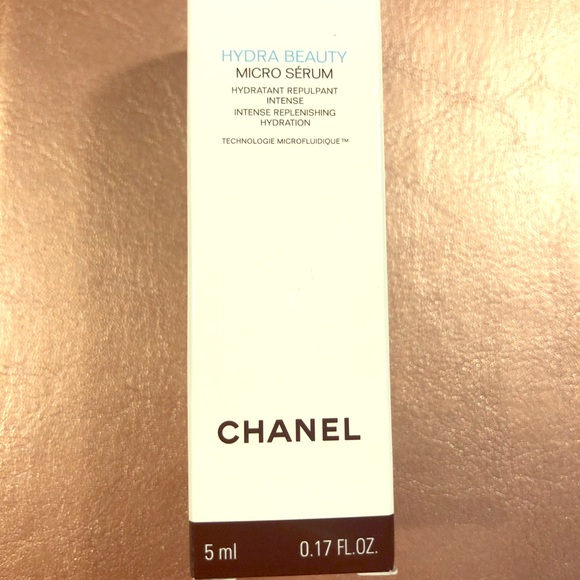 HYDRA BEAUTY
MICRO SÉRUM
HYDRATANT REPULPANT
INTENSE
INTENSE REPLENISHING
HYDRATION
TECHNOLOGIE MICROFLUIDIQUE™
CHANEL
5 ml 0.17 FL.OZ.